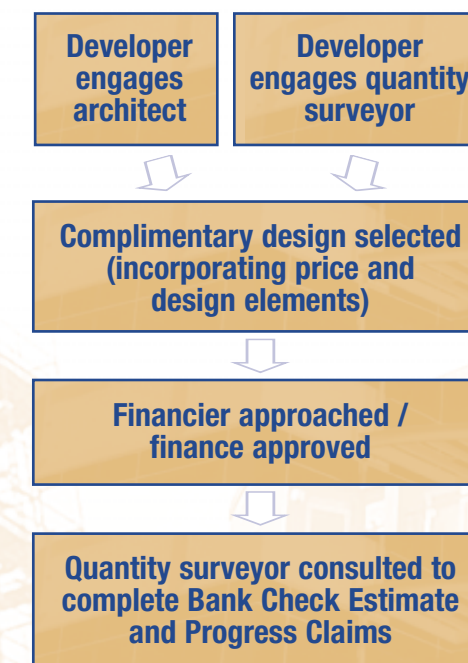 Developer
engages
architect
Developer
engages quantity
surveyor
Complimentary design selected
(incorporating price and
design elements)
Financier approached /
finance approved
Quantity surveyor consulted to
complete Bank Check Estimate
and Progress Claims